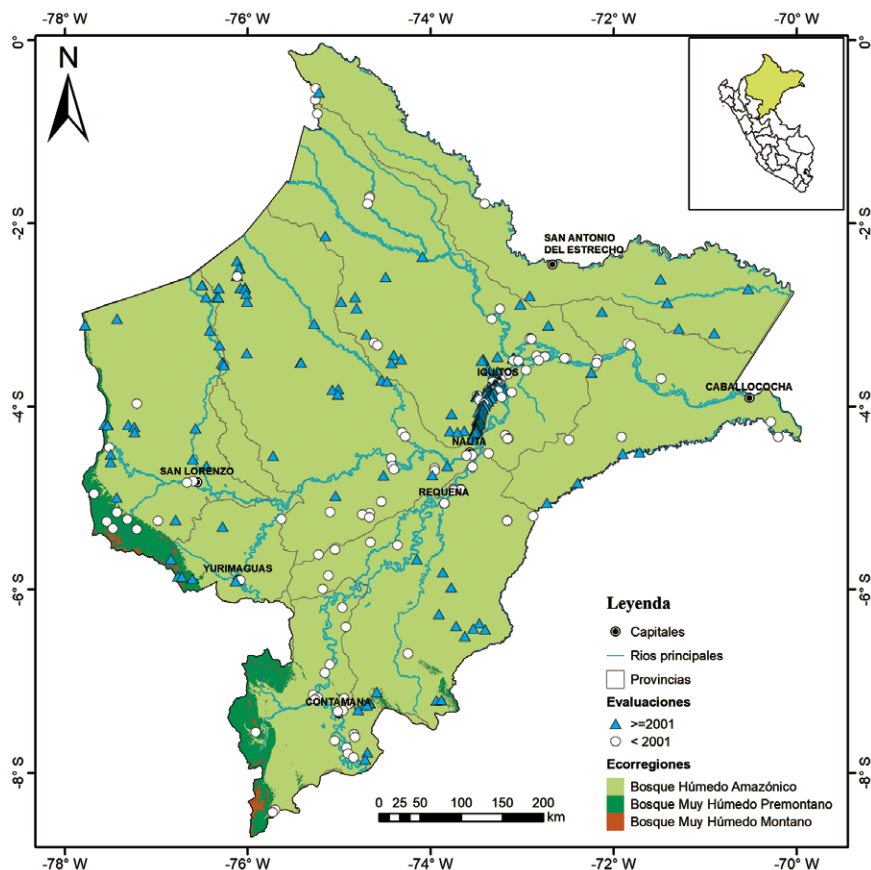 -78° W -76° W -74° W -72° W -70° W
0°
0°
N
-2° S
-2° S
SAN ANTONIO
DEL ESTRECHO
IQUITOS
CABALLOCOCHA
-4° S
-4° S
NAUTA
SAN LORENZO
REQUENA
YURIMAGUAS
-6° S
-6° S
Leyenda
Capitales
Rios principales
Provincias
CONTAMANA
Evaluaciones
>=2001
< 2001
Ecorregiones
-8° S
-8° S
Bosque Húmedo Amazónico
0 25 50 100 150 200
km
Bosque Muy Húmedo Premontano
Bosque Muy Húmedo Montano
-78° W -76° W -74° W -72° W -70° W